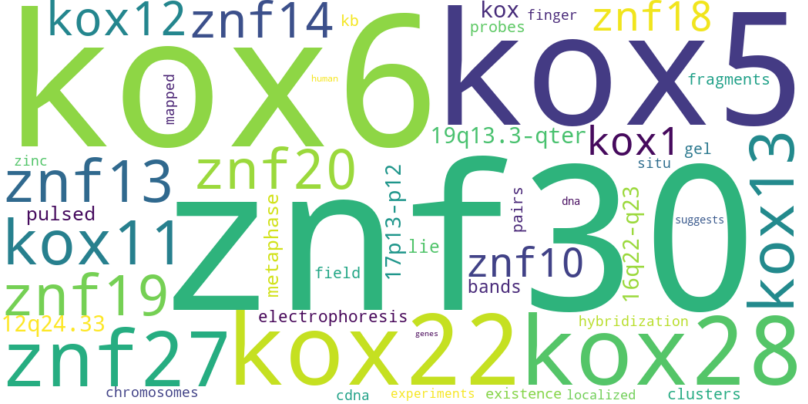 kox12
znf14
kb
kox
finger
probes
znf18
kox6
human
mapped
kox5
fragments
19q13.3-qter
kox1
gel
situ
zinc
znf13
znf20
pulsed
kox11
metaphase
17p13-p12
lie
pairs
dna
znf30
suggests
16q22-q23
kox13
field
znf10
bands
znf19
12q24.33
electrophoresis
znf27
kox22
genes
hybridization
kox28
chromosomes
cdna
experiments
existence
localized
clusters